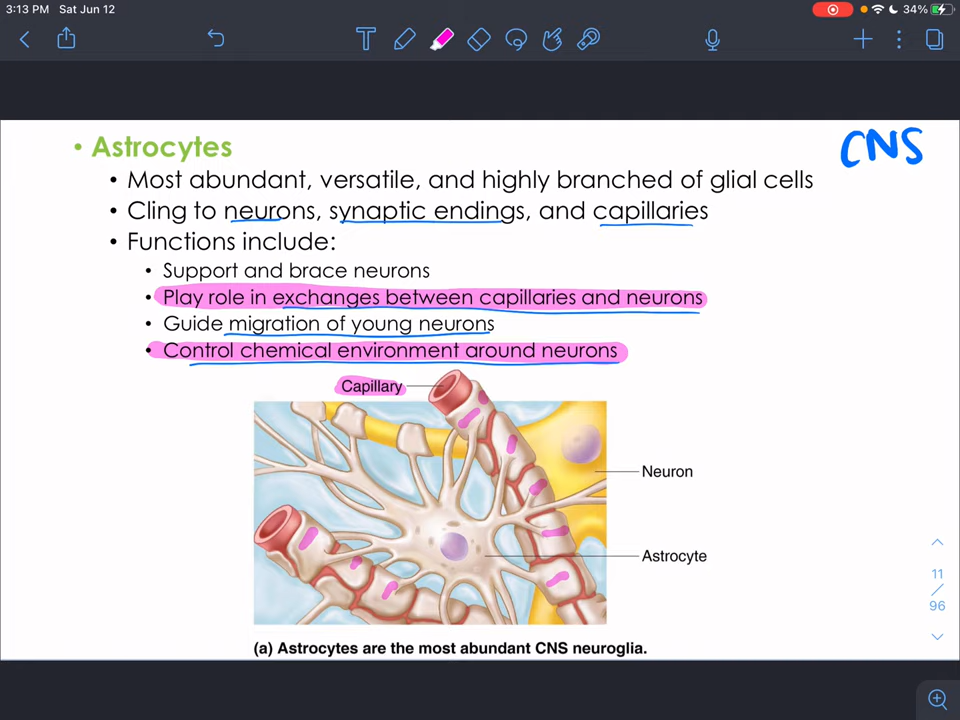 3:13 PM Sat Jun 12 34%
CNS
• Astrocytes
• Most abundant, versatile, and highly branched of glial cells
• Cling to neurons, synaptic endings, and capillaries
• Functions include:
• Support and brace neurons
• Play role in exchanges between capillaries and neurons
• Guide migration of young neurons
• Control chemical environment around neurons
Capillary
Neuron
Astrocyte
11
/
96
(a) Astrocytes are the most abundant CNS neuroglia.